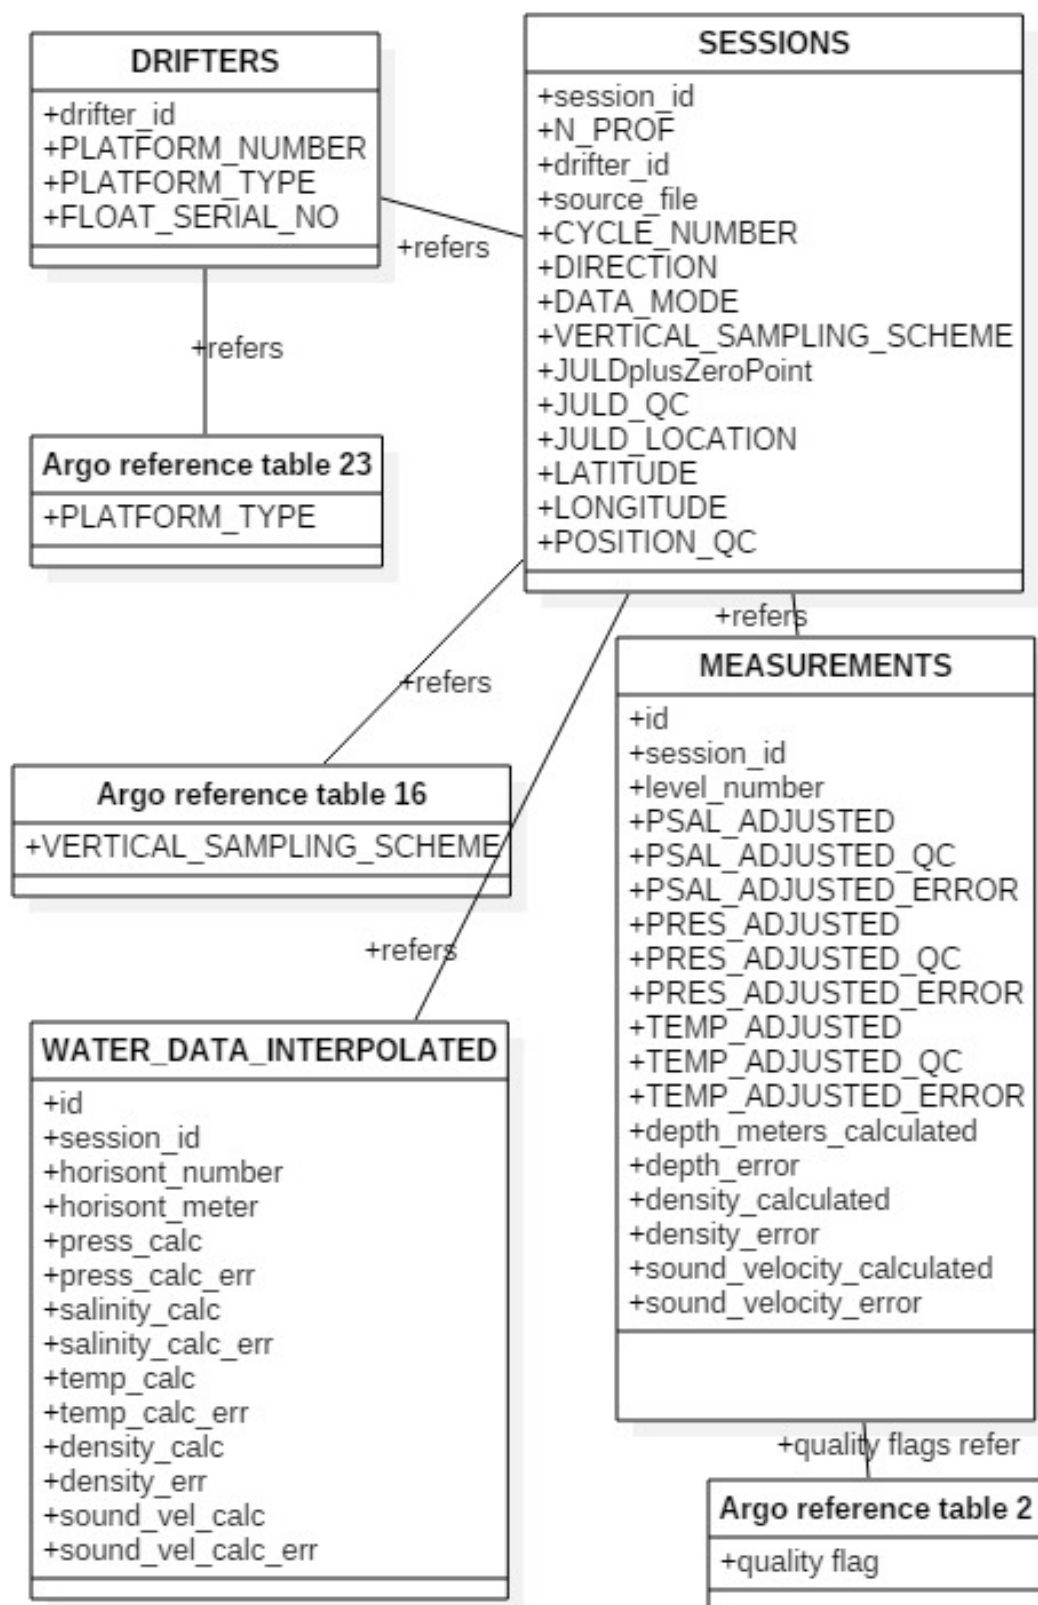 DRIFTERS
+drifter_id
+PLATFORM_NUMBER
+PLATFORM_TYPE
+FLOAT_SERIAL_NO
+refers
SESSIONS
+session_id
+N_PROF
+drifter_id
+source_file
+CYCLE_NUMBER
+DIRECTION
+DATA_MODE
+VERTICAL_SAMPLING_SCHEME
+JULDplusZeroPoint
+JULD_QC
+JULD_LOCATION
+LATITUDE
+LONGITUDE
+POSITION_QC
+refers
Argo reference table 23
+PLATFORM_TYPE
+refers
+refers
Argo reference table 16
+VERTICAL_SAMPLING_SCHEME
+refers
MEASUREMENTS
+id
+session_id
+level_number
+PSAL_ADJUSTED
+PSAL_ADJUSTED_QC
+PSAL_ADJUSTED_ERROR
+PRES_ADJUSTED
+PRES_ADJUSTED_QC
+PRES_ADJUSTED_ERROR
+TEMP_ADJUSTED
+TEMP_ADJUSTED_QC
+TEMP_ADJUSTED_ERROR
+depth_meters_calculated
+depth_error
+density_calculated
+density_error
+sound_velocity_calculated
+sound_velocity_error
WATER_DATA_INTERPOLATED
+id
+session_id
+horisont_number
+horisont_meter
+press_calc
+press_calc_err
+salinity_calc
+salinity_calc_err
+temp_calc
+temp_calc_err
+density_calc
+density_err
+sound_vel_calc
+sound_vel_calc_err
+quality flags refer
Argo reference table 2
+quality flag